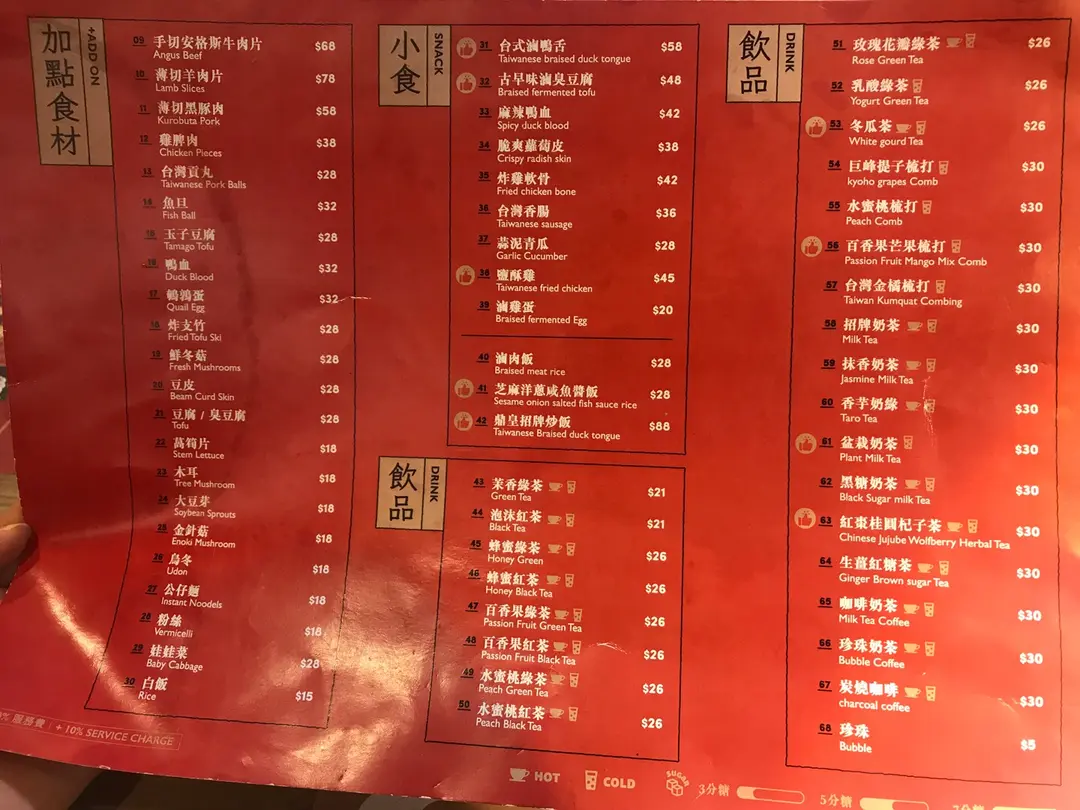 加點食材
+ADD ON
09 手切安格斯牛肉片 $68
Angus Beef
10 薄切羊肉片 $78
Lamb Slices
11 薄切黑豚肉 $58
Kurobuta Pork
12 雞脾肉 $38
Chicken Pieces
13 台灣貢丸 $28
Taiwanese Pork Balls
14 魚旦 $32
Fish Ball
15 玉子豆腐 $28
Tamago Tofu
16 鴨血 $32
Duck Blood
17 鵪鶉蛋 $32
Quail Egg
18 炸支竹 $28
Fried Tofu Ski
19 鮮冬菇 $28
Fresh Mushrooms
20 豆皮 $28
Beam Curd Skin
21 豆腐 / 臭豆腐 $28
Tofu
22 萵筍片 $18
Stem Lettuce
23 木耳 $18
Tree Mushroom
24 大豆芽 $18
Soybean Sprouts
25 金針菇 $18
Enoki Mushroom
26 烏冬 $18
Udon
27 公仔麵 $18
Instant Noodels
28 粉絲 $18
Vermicelli
29 娃娃菜 $28
Baby Cabbage
30 白飯 $15
Rice
0% 服務費 | + 10% SERVICE CHARGE
小食
SNACK
31 台式滷鴨舌 $58
Taiwanese braised duck tongue
32 古早味滷臭豆腐 $48
Braised fermented tofu
33 麻辣鴨血 $42
Spicy duck blood
34 脆爽蘿蔔皮 $38
Crispy radish skin
35 炸雞軟骨 $42
Fried chicken bone
36 台灣香腸 $36
Taiwanese sausage
37 蒜泥青瓜 $28
Garlic Cucumber
38 鹽酥雞 $45
Taiwanese fried chicken
39 滷雞蛋 $20
Braised fermented Egg
40 滷肉飯 $28
Braised meat rice
41 芝麻洋蔥咸魚醬飯 $28
Sesame onion salted fish sauce rice
42 鼎皇招牌炒飯 $88
Taiwanese Braised duck tongue
飲品
DRINK
43 茉香綠茶 $21
Green Tea
44 泡沫紅茶 $21
Black Tea
45 蜂蜜綠茶 $26
Honey Green
46 蜂蜜紅茶 $26
Honey Black Tea
47 百香果綠茶 $26
Passion Fruit Green Tea
48 百香果紅茶 $26
Passion Fruit Black Tea
49 水蜜桃綠茶 $26
Peach Green Tea
50 水蜜桃紅茶 $26
Peach Black Tea
飲品
DRINK
51 玫瑰花瓣綠茶 $26
Rose Green Tea
52 乳酸綠茶 $26
Yogurt Green Tea
53 冬瓜茶 $26
White gourd Tea
54 巨峰提子梳打 $30
kyoho grapes Comb
55 水蜜桃梳打 $30
Peach Comb
56 百香果芒果梳打 $30
Passion Fruit Mango Mix Comb
57 台灣金橘梳打 $30
Taiwan Kumquat Combing
58 招牌奶茶 $30
Milk Tea
59 抹香奶茶 $30
Jasmine Milk Tea
60 香芋奶綠 $30
Taro Tea
61 盆栽奶茶 $30
Plant Milk Tea
62 黑糖奶茶 $30
Black Sugar milk Tea
63 紅棗桂圓杞子茶 $30
Chinese Jujube Wolfberry Herbal Tea
64 生薑紅糖茶 $30
Ginger Brown sugar Tea
65 咖啡奶茶 $30
Milk Tea Coffee
66 珍珠奶茶 $30
Bubble Coffee
67 炭燒咖啡 $30
charcoal coffee
68 珍珠 $5
Bubble
HOT COLD SUGAR 3分糖 5分糖